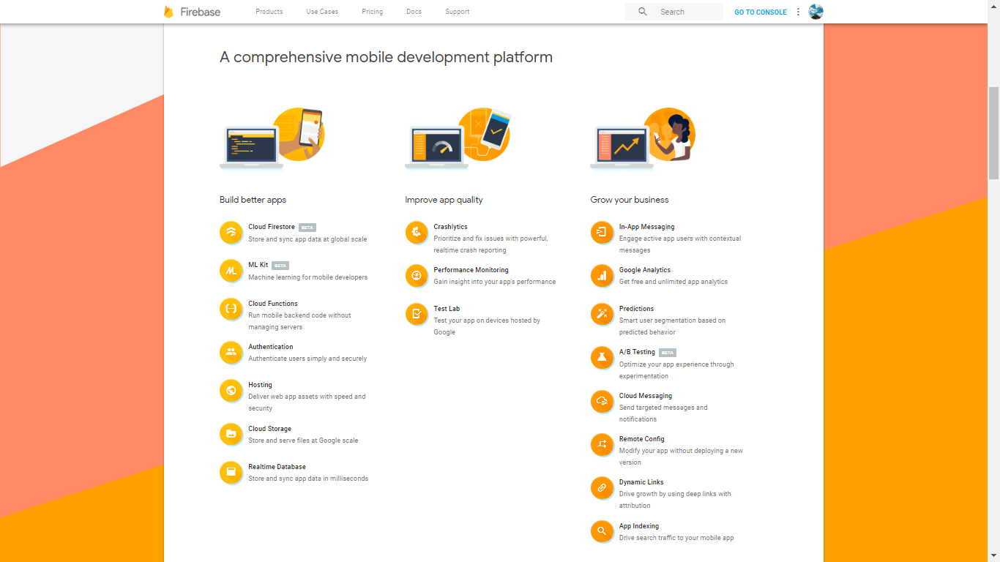 Firebase
Products
Use Cases
Pricing
Docs
Support
Search
GO TO CONSOLE
A comprehensive mobile development platform
Build better apps
Cloud Firestore BETA
Store and sync app data at global scale
ML Kit BETA
Machine learning for mobile developers
Cloud Functions
Run mobile backend code without
managing servers
Authentication
Authenticate users simply and securely
Hosting
Deliver web app assets with speed and
security
Cloud Storage
Store and serve files at Google scale
Realtime Database
Store and sync app data in milliseconds
Improve app quality
Crashlytics
Prioritize and fix issues with powerful,
realtime crash reporting
Performance Monitoring
Gain insight into your app's performance
Test Lab
Test your app on devices hosted by
Google
Grow your business
In-App Messaging
Engage active app users with contextual
messages
Google Analytics
Get free and unlimited app analytics
Predictions
Smart user segmentation based on
predicted behavior
A/B Testing BETA
Optimize your app experience through
experimentation
Cloud Messaging
Send targeted messages and
notifications
Remote Config
Modify your app without deploying a new
version
Dynamic Links
Drive growth by using deep links with
attribution
App Indexing
Drive search traffic to your mobile app